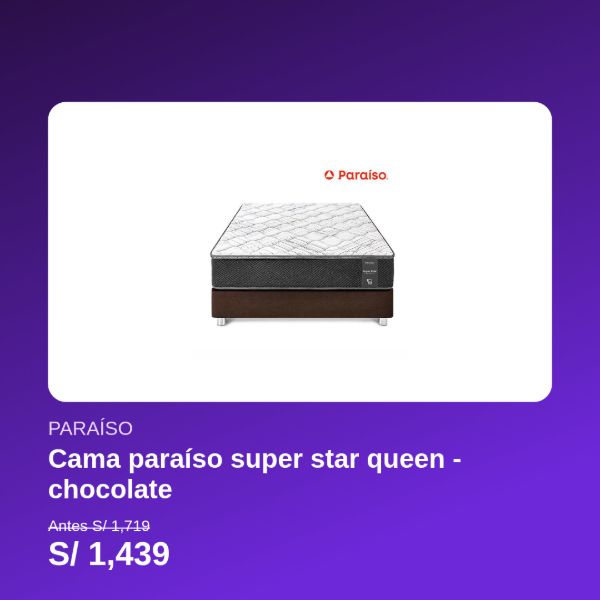 Paraíso
PARAÍSO
Cama paraíso super star queen -
chocolate
Antes S/ 1,719
S/ 1,439